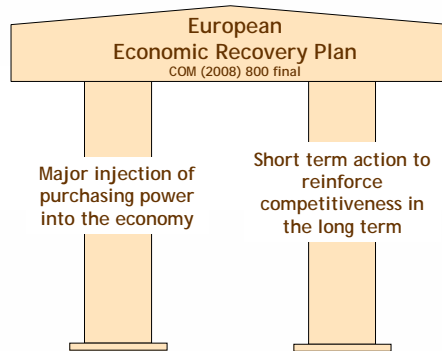 European
Economic Recovery Plan
COM (2008) 800 final
Major injection of
purchasing power
into the economy
Short term action to
reinforce
competitiveness in
the long term